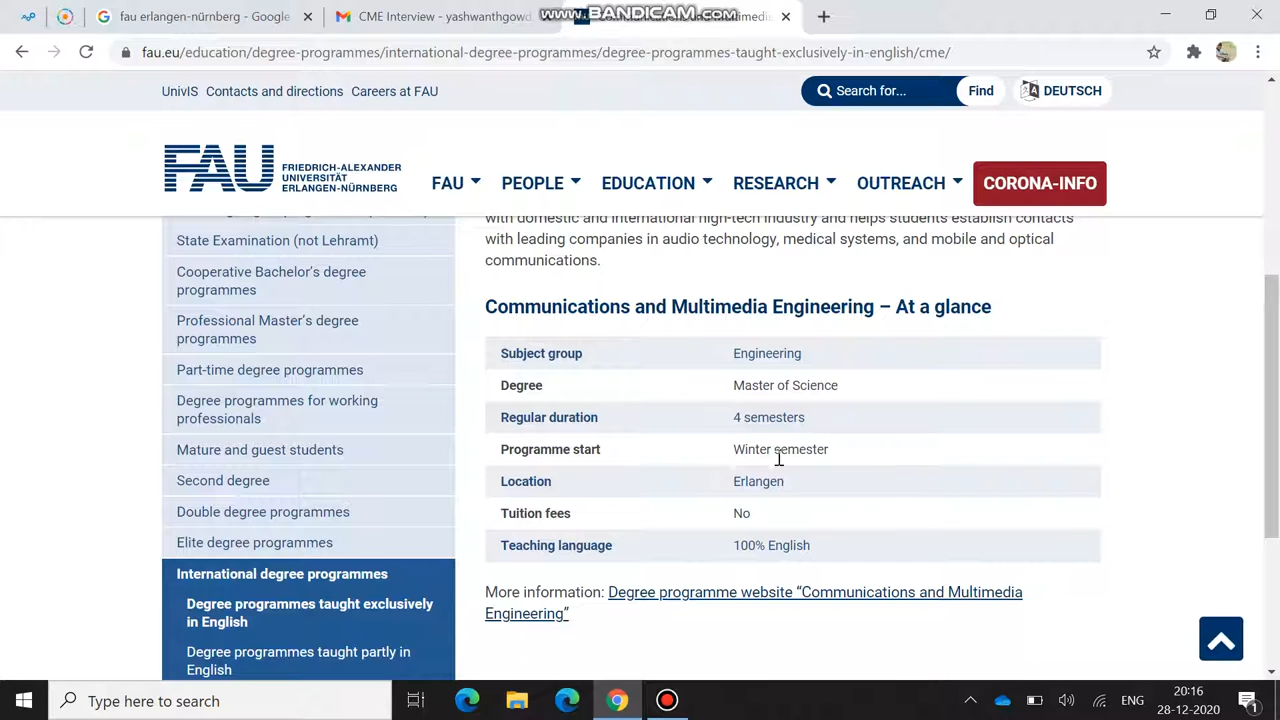 fau erlangen-nürnberg - Google
CME Interview - yashwanthgowd
www.BANDICAM.com
fau.eu/education/degree-programmes/international-degree-programmes/degree-programmes-taught-exclusively-in-english/cme/
UnivIS Contacts and directions Careers at FAU
Search for...
Find
DEUTSCH
FAU
FRIEDRICH-ALEXANDER
UNIVERSITÄT
ERLANGEN-NÜRNBERG
FAU PEOPLE EDUCATION RESEARCH OUTREACH CORONA-INFO
with domestic and international high-tech industry and helps students establish contacts
with leading companies in audio technology, medical systems, and mobile and optical
communications.
State Examination (not Lehramt)
Cooperative Bachelor's degree
programmes
Professional Master's degree
programmes
Part-time degree programmes
Degree programmes for working
professionals
Mature and guest students
Second degree
Double degree programmes
Elite degree programmes
International degree programmes
Degree programmes taught exclusively
in English
Degree programmes taught partly in
English
Communications and Multimedia Engineering – At a glance
Subject group Engineering
Degree Master of Science
Regular duration 4 semesters
Programme start Winter semester
Location Erlangen
Tuition fees No
Teaching language 100% English
More information: Degree programme website “Communications and Multimedia
Engineering”
Type here to search
ENG
20:16
28-12-2020
1